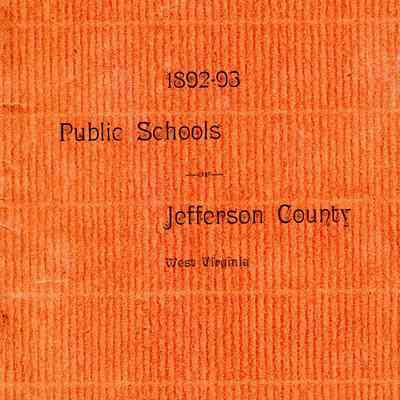 1892-93
Public Schools
—OF—
Jefferson County
West Virginia